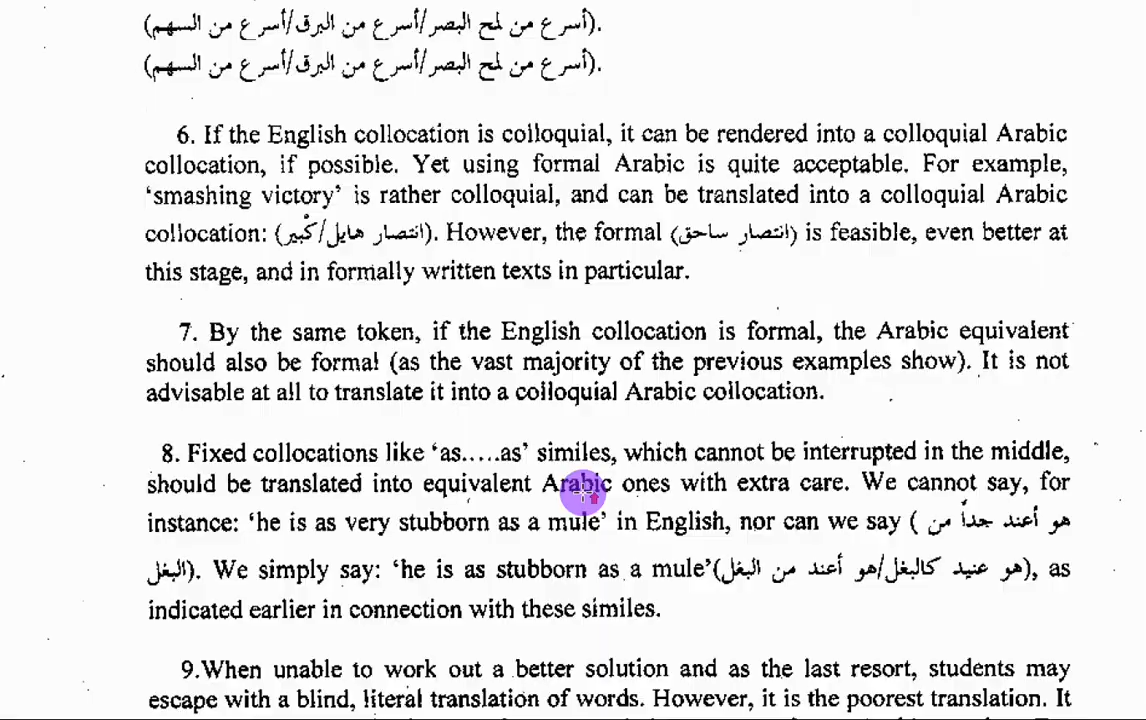 (أسرع من لمح البصر/أسرع من البرق/أسرع من السهم).
(أسرع من لمح البصر/أسرع من البرق/أسرع من السهم).
6. If the English collocation is colloquial, it can be rendered into a colloquial Arabic
collocation, if possible. Yet using formal Arabic is quite acceptable. For example,
‘smashing victory’ is rather colloquial, and can be translated into a colloquial Arabic
collocation: (انتصار هايل/كبير). However, the formal (انتصار ساحق) is feasible, even better at
this stage, and in formally written texts in particular.
7. By the same token, if the English collocation is formal, the Arabic equivalent
should also be formal (as the vast majority of the previous examples show). It is not
advisable at all to translate it into a colloquial Arabic collocation.
8. Fixed collocations like ‘as.....as’ similes, which cannot be interrupted in the middle,
should be translated into equivalent Arabic ones with extra care. We cannot say, for
instance: ‘he is as very stubborn as a mule’ in English, nor can we say (هو أعند جداً من
البغل). We simply say: ‘he is as stubborn as a mule’(هو عنيد كالبغل/هو أعند من البغل), as
indicated earlier in connection with these similes.
9.When unable to work out a better solution and as the last resort, students may
escape with a blind, literal translation of words. However, it is the poorest translation. It